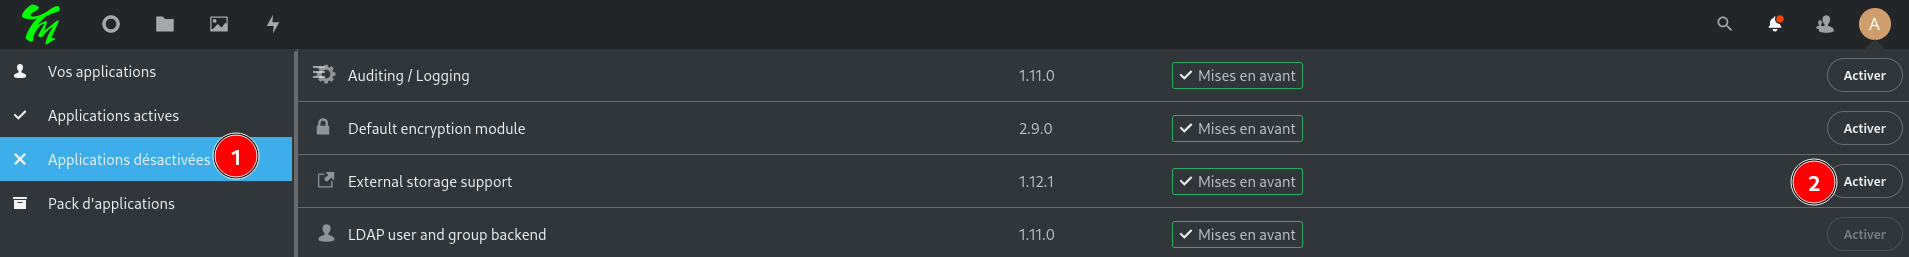 A
Vos applications
Applications actives
Applications désactivées 1
Pack d'applications
Auditing / Logging 1.11.0 Mises en avant Activer
Default encryption module 2.9.0 Mises en avant Activer
External storage support 1.12.1 Mises en avant 2 Activer
LDAP user and group backend 1.11.0 Mises en avant Activer